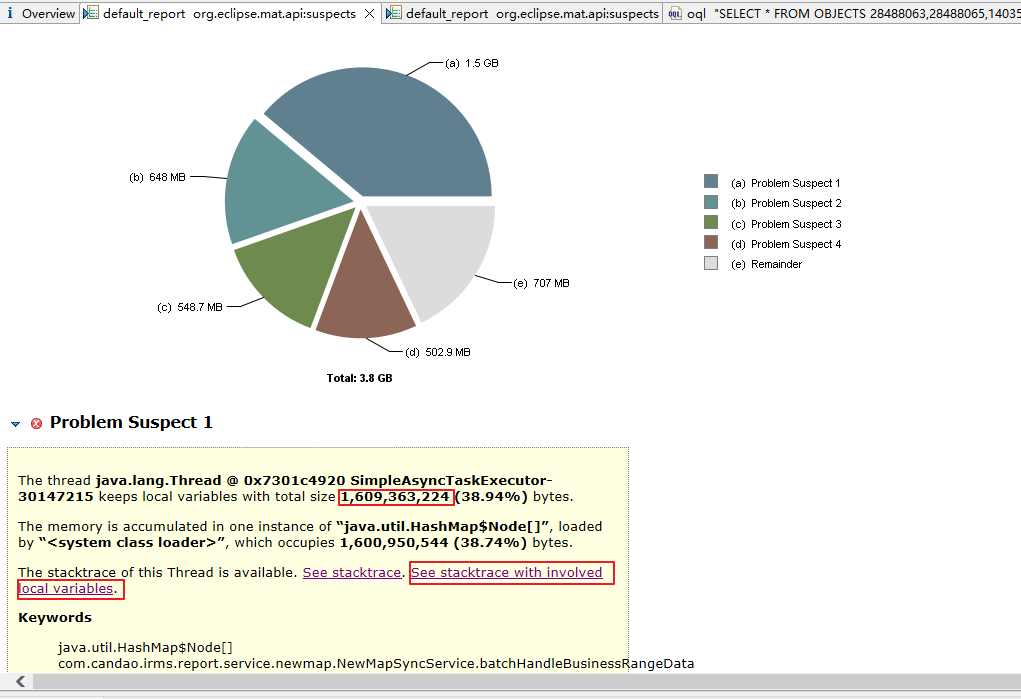 i Overview
default_report org.eclipse.mat.api:suspects
default_report org.eclipse.mat.api:suspects
OQL oql "SELECT * FROM OBJECTS 28488063,28488065,14035
(a) 1.5 GB
(b) 648 MB
(c) 548.7 MB
(d) 502.9 MB
(e) 707 MB
Total: 3.8 GB
(a) Problem Suspect 1
(b) Problem Suspect 2
(c) Problem Suspect 3
(d) Problem Suspect 4
(e) Remainder
Problem Suspect 1
The thread java.lang.Thread @ 0x7301c4920 SimpleAsyncTaskExecutor-
30147215 keeps local variables with total size 1,609,363,224 (38.94%) bytes.
The memory is accumulated in one instance of “java.util.HashMap$Node[]”, loaded
by “<system class loader>”, which occupies 1,600,950,544 (38.74%) bytes.
The stacktrace of this Thread is available. See stacktrace. See stacktrace with involved
local variables.
Keywords
java.util.HashMap$Node[]
com.candao.irms.report.service.newmap.NewMapSyncService.batchHandleBusinessRangeData